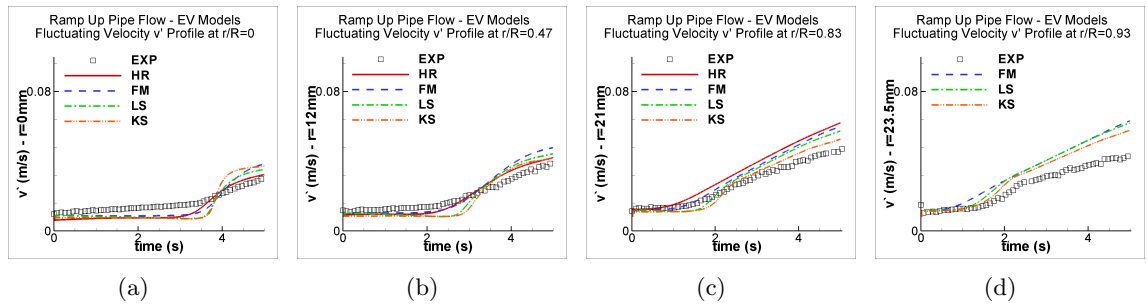 Ramp Up Pipe Flow - EV Models
Fluctuating Velocity v' Profile at r/R=0
EXP
HR
FM
LS
KS
v` (m/s) - r=0mm
0.08
0
0
2
4
time (s)
(a)
Ramp Up Pipe Flow - EV Models
Fluctuating Velocity v' Profile at r/R=0.47
EXP
HR
FM
LS
KS
v` (m/s) - r=12mm
0.08
0
0
2
4
time (s)
(b)
Ramp Up Pipe Flow - EV Models
Fluctuating Velocity v' Profile at r/R=0.83
EXP
HR
FM
LS
KS
v` (m/s) - r=21mm
0.08
0
0
2
4
time (s)
(c)
Ramp Up Pipe Flow - EV Models
Fluctuating Velocity v' Profile at r/R=0.93
EXP
FM
LS
KS
v` (m/s) - r=23.5mm
0.08
0
0
2
4
time (s)
(d)